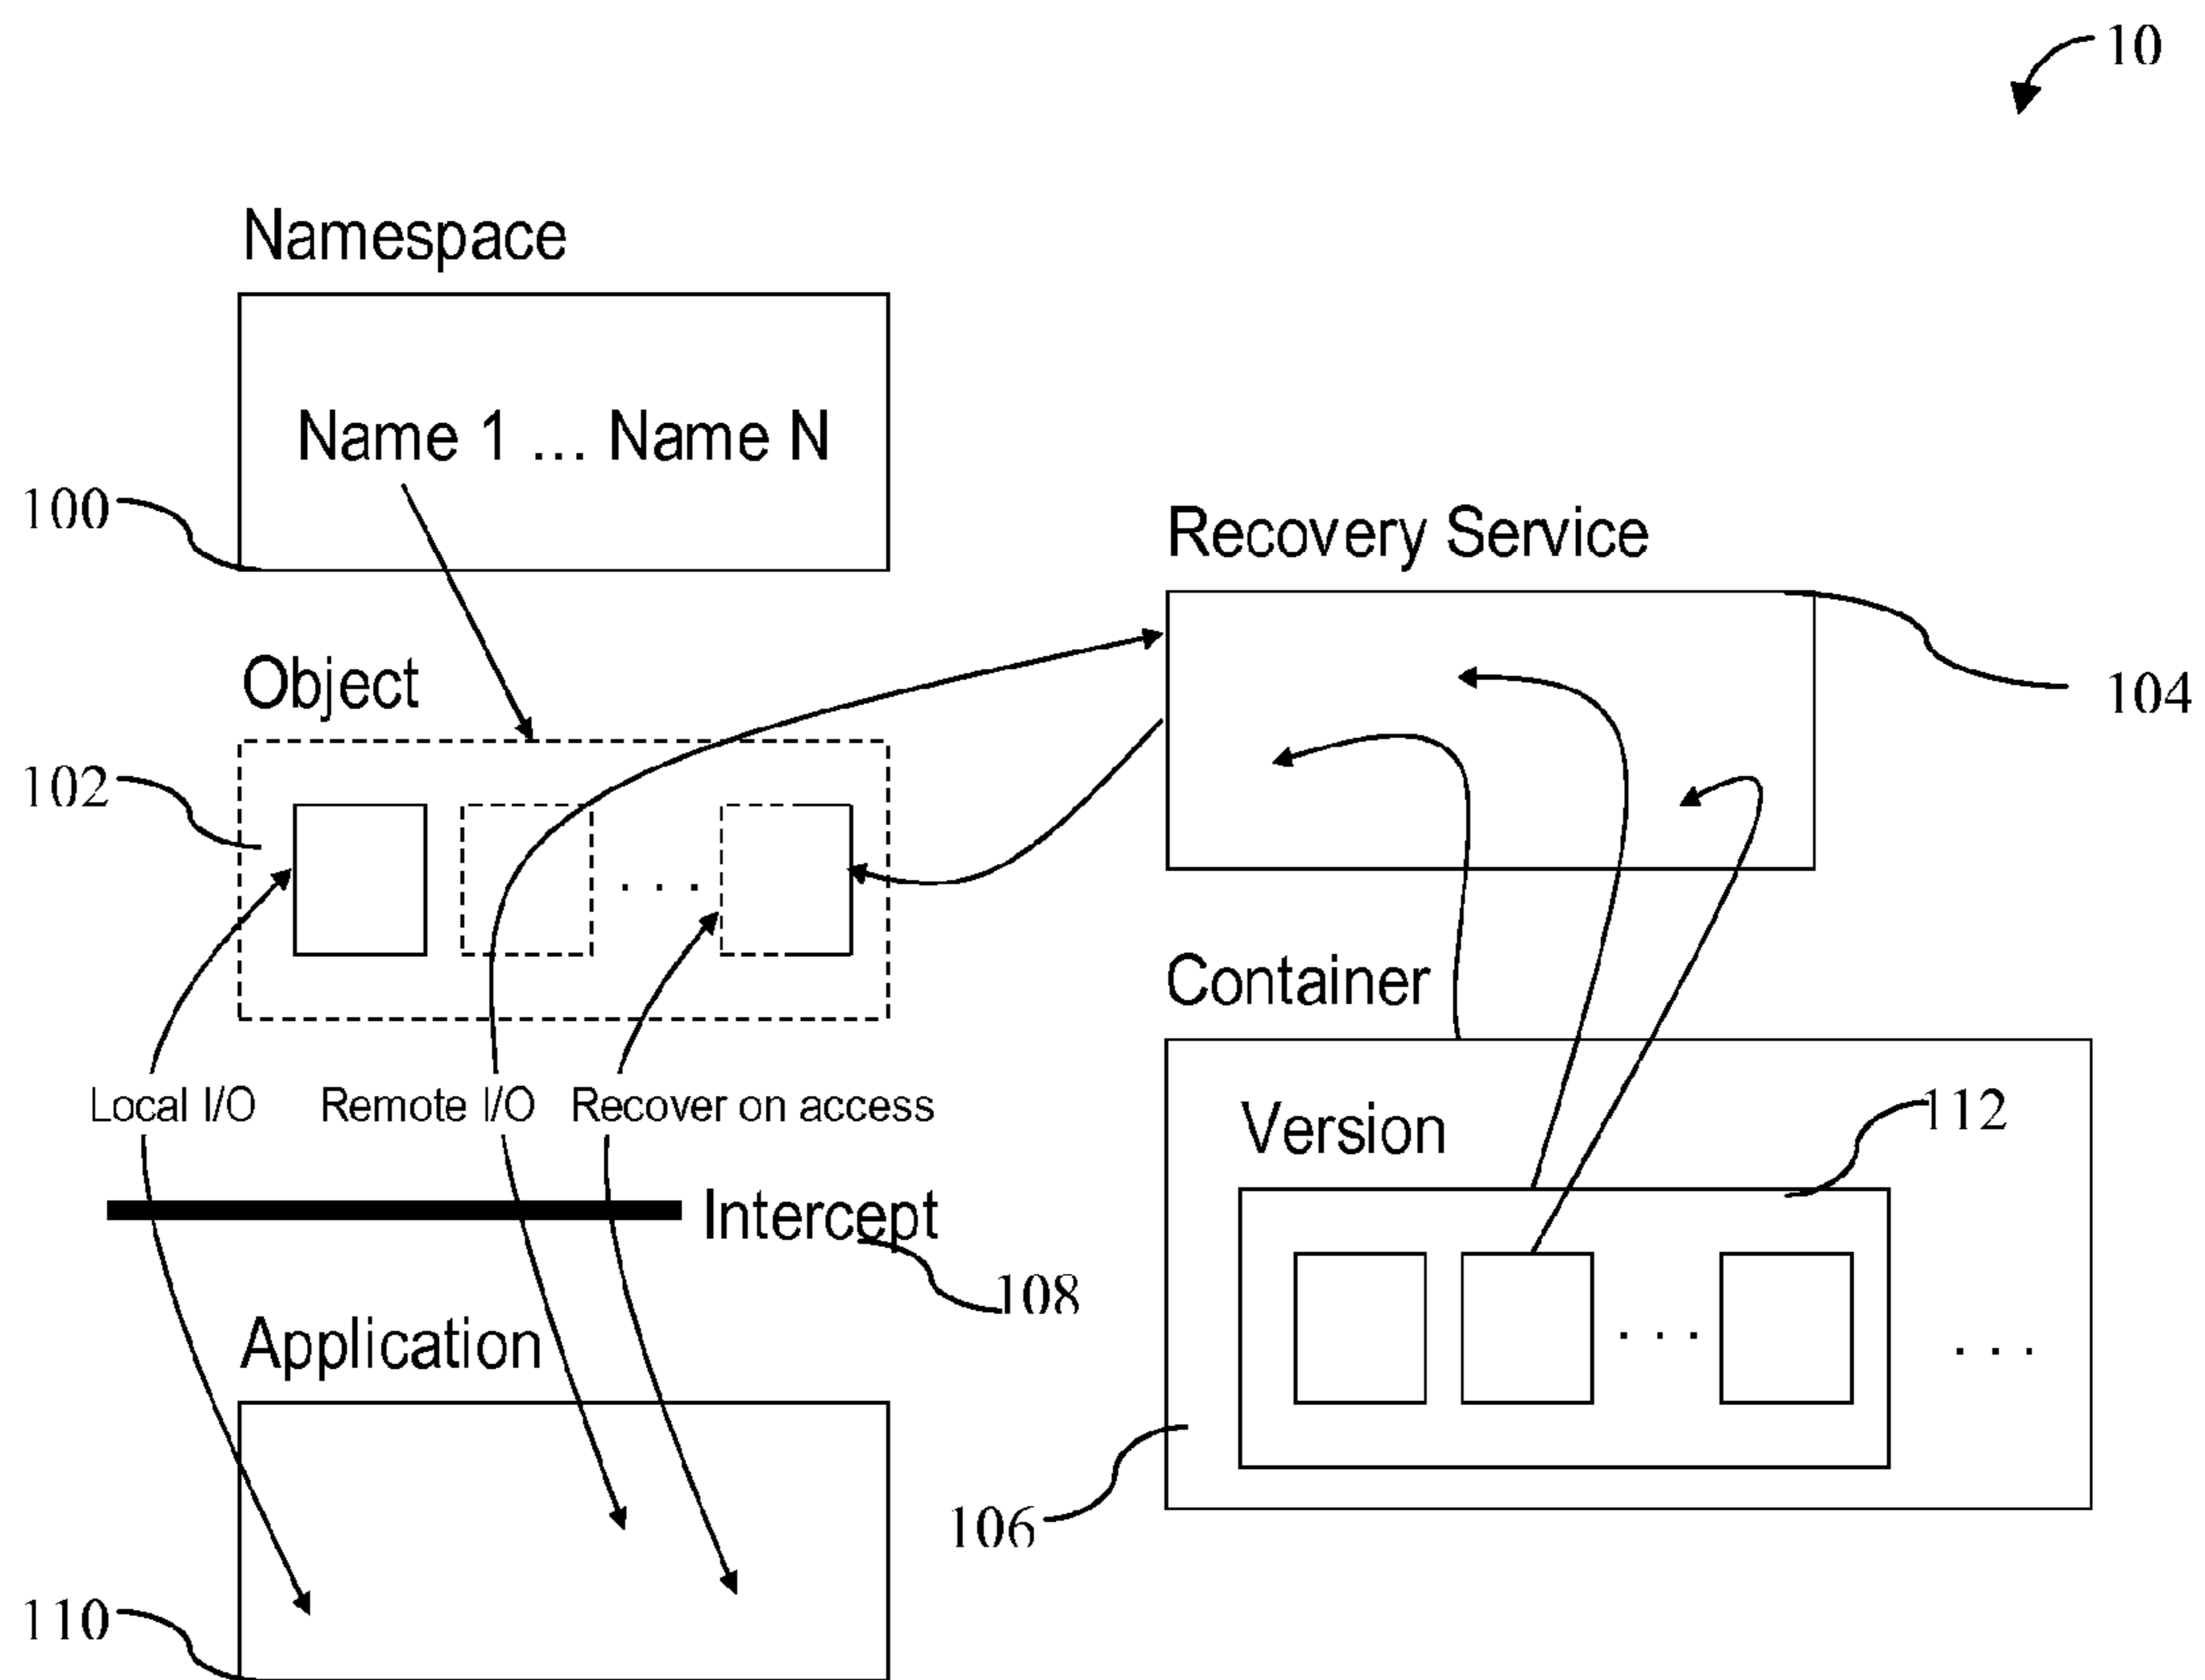 10
Namespace
Name 1 ... Name N
100
Recovery Service
104
Object
102
. . .
Container
Local I/O
Remote I/O
Recover on access
Version
112
Intercept
108
. . .
. . .
Application
106
110